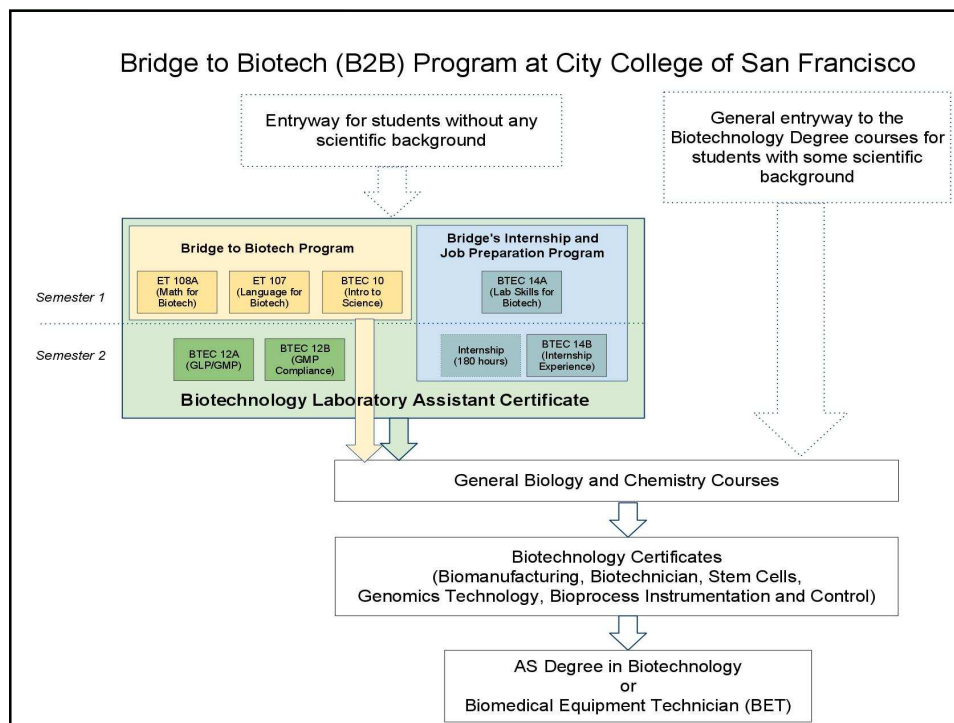 Bridge to Biotech (B2B) Program at City College of San Francisco
Entryway for students without any
scientific background
General entryway to the
Biotechnology Degree courses for
students with some scientific
background
Bridge to Biotech Program
Bridge's Internship and
Job Preparation Program
Semester 1
ET 108A
(Math for
Biotech)
ET 107
(Language for
Biotech)
BTEC 10
(Intro to
Science)
BTEC 14A
(Lab Skills for
Biotech)
Semester 2
BTEC 12A
(GLP/GMP)
BTEC 12B
(GMP
Compliance)
Internship
(180 hours)
BTEC 14B
(Internship
Experience)
Biotechnology Laboratory Assistant Certificate
General Biology and Chemistry Courses
Biotechnology Certificates
(Biomanufacturing, Biotechnician, Stem Cells,
Genomics Technology, Bioprocess Instrumentation and Control)
AS Degree in Biotechnology
or
Biomedical Equipment Technician (BET)